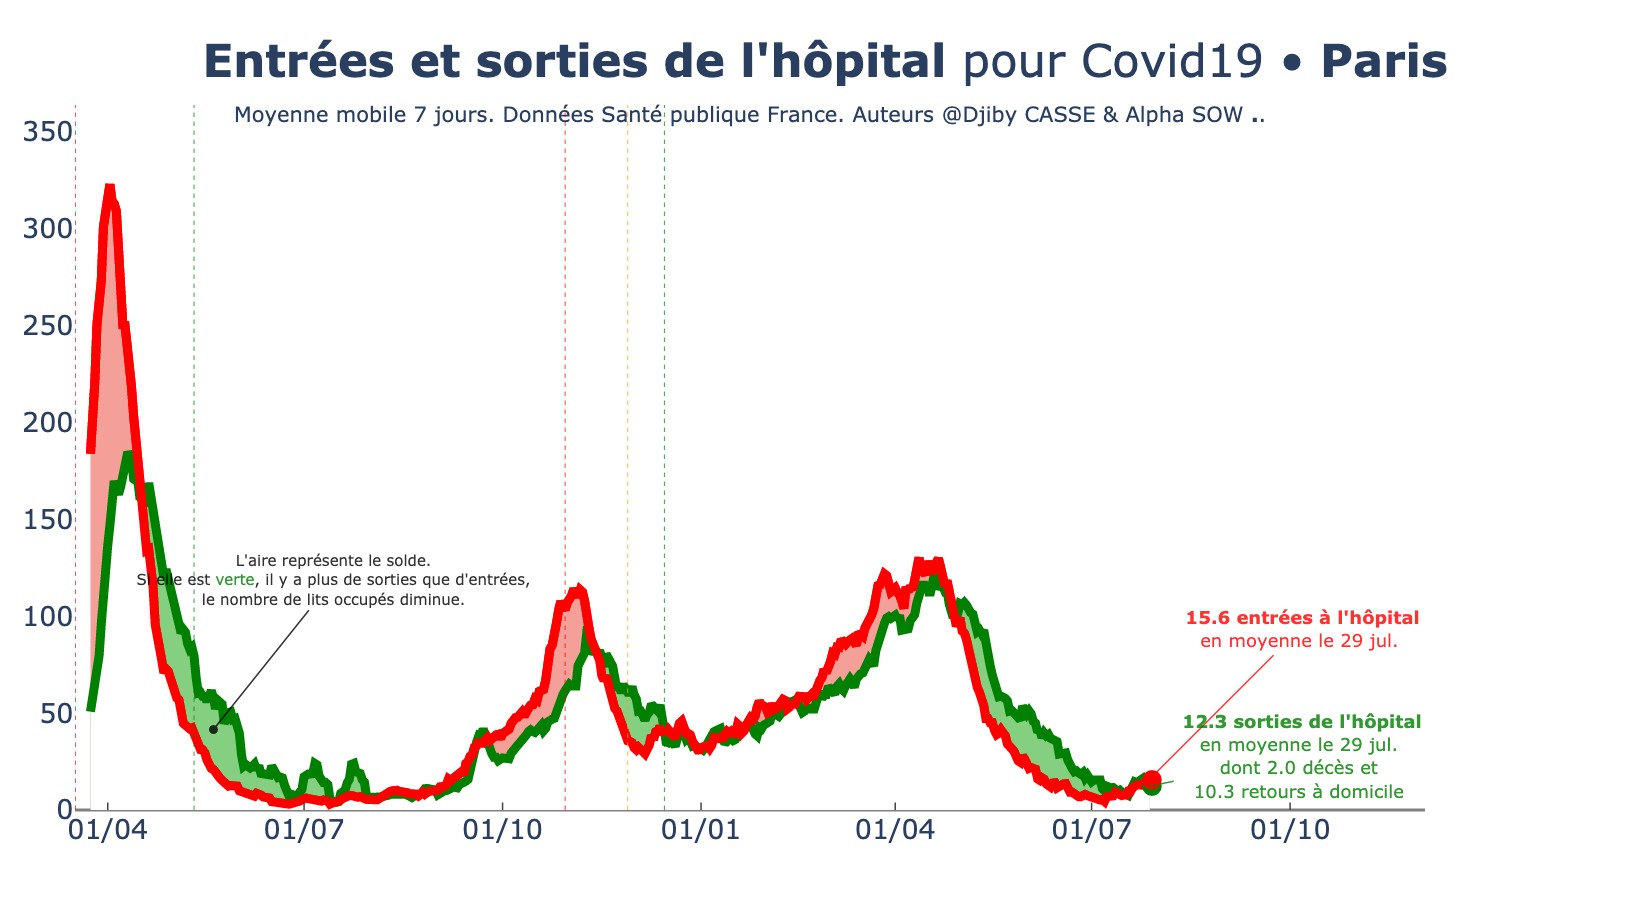 Entrées et sorties de l'hôpital pour Covid19 • Paris
Moyenne mobile 7 jours. Données Santé publique France. Auteurs @Djiby CASSE & Alpha SOW ..
350
300
250
200
150
100
50
0
L'aire représente le solde.
Si elle est verte, il y a plus de sorties que d'entrées,
le nombre de lits occupés diminue.
15.6 entrées à l'hôpital
en moyenne le 29 jul.
12.3 sorties de l'hôpital
en moyenne le 29 jul.
dont 2.0 décès et
10.3 retours à domicile
01/04 01/07 01/10 01/01 01/04 01/07 01/10